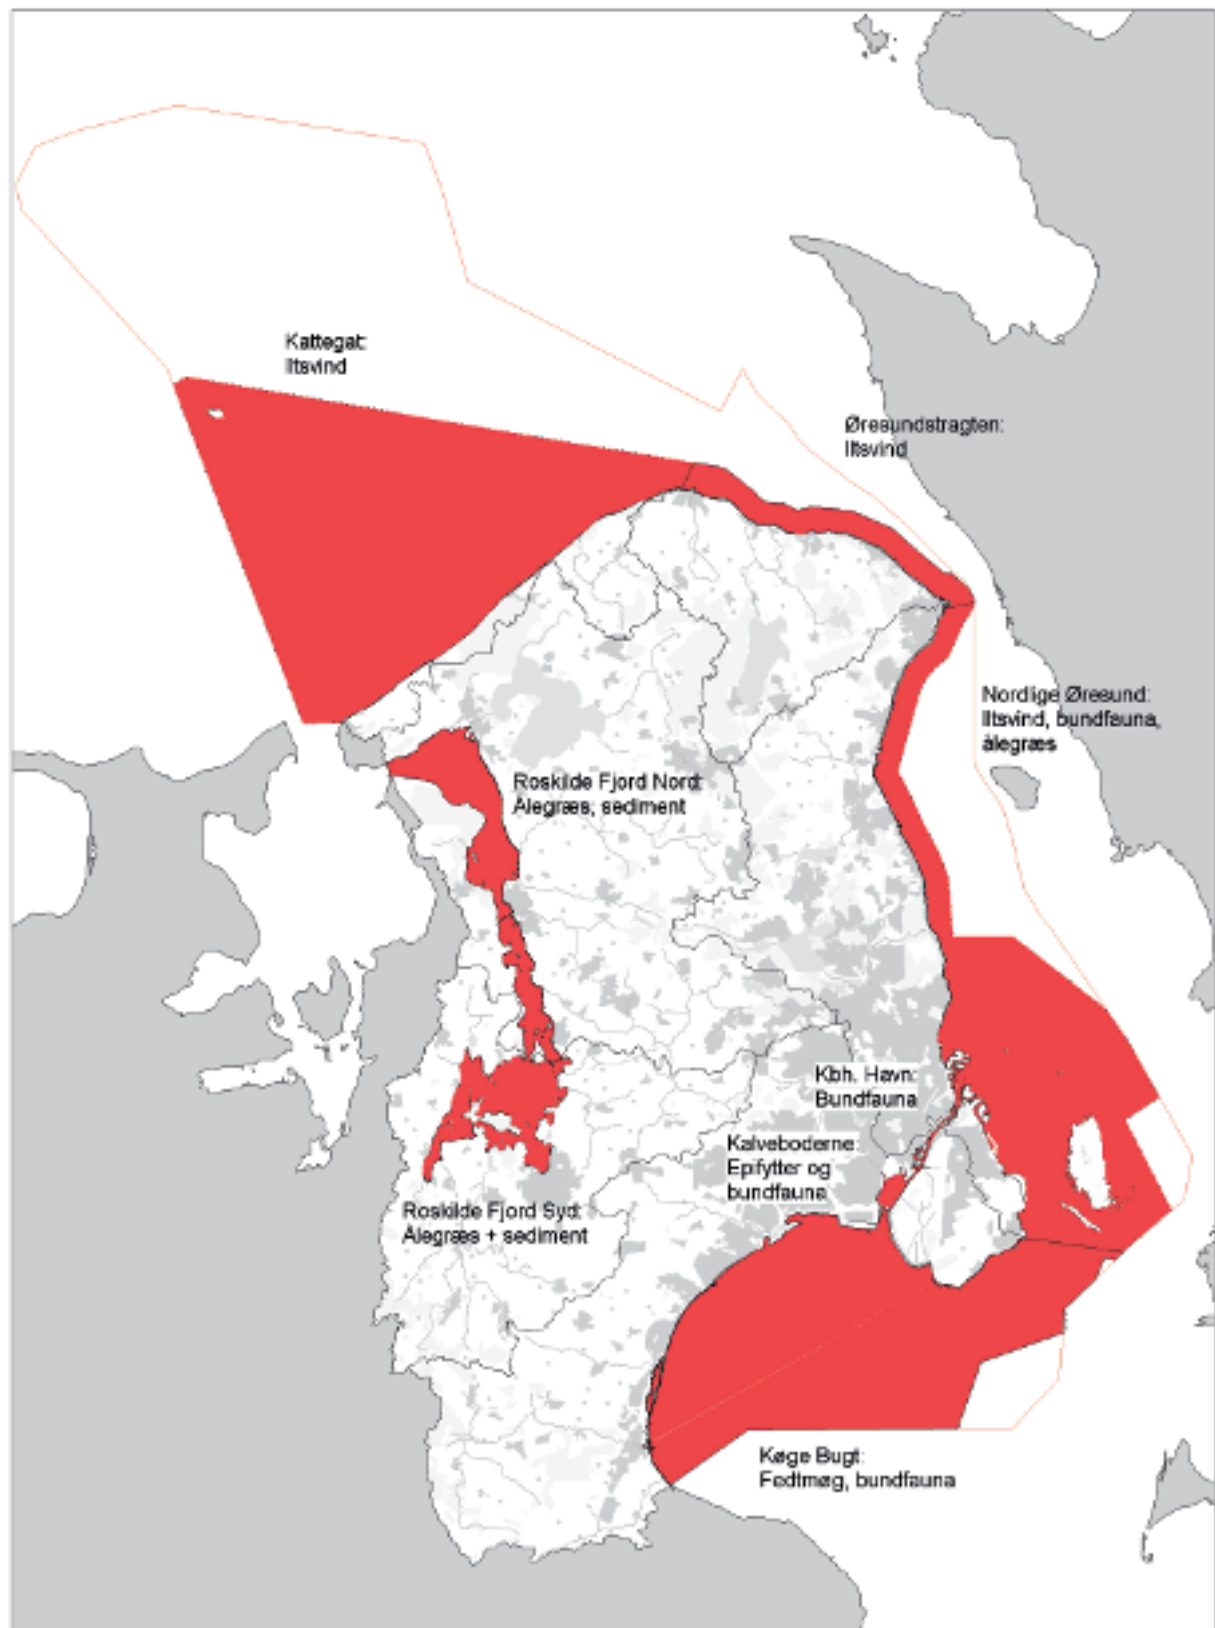 Kattegat:
Iltsvind
Øresundstragten:
Iltsvind
Nordlige Øresund:
Iltsvind, bundfauna,
ålegræs
Roskilde Fjord Nord:
Ålegræs, sediment
Kbh. Havn:
Bundfauna
Kalveboderne:
Epifytter og
bundfauna
Roskilde Fjord Syd:
Ålegræs + sediment
Køge Bugt:
Fedtmøg, bundfauna